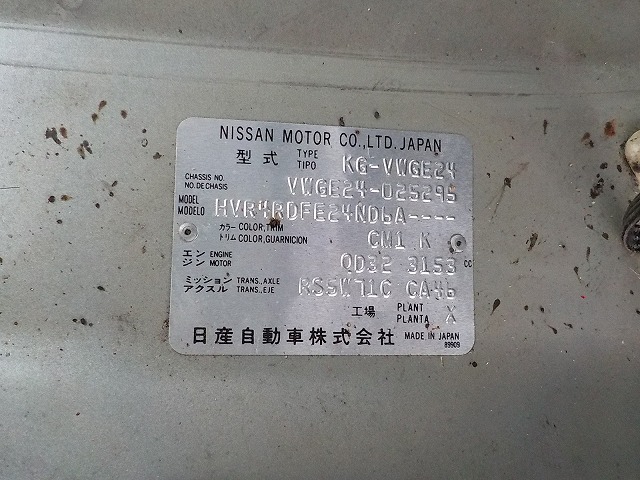 NISSAN MOTOR CO.,LTD.JAPAN
型式 TYPE TIPO KG-VWGE24
CHASSIS NO. NO. DE CHASIS VWGE24-025295
MODEL MODELO HVR4RDFE24ND6A----
カラー COLOR,TRIM トリム COLOR,GUARNICION CM1 K
エンジン ENGINE MOTOR QD32 3153 CC
ミッション TRANS.,AXLE アクスル TRANS.,EJE RS5W71C CA46
工場 PLANT PLANTA X
日産自動車株式会社 MADE IN JAPAN
89909